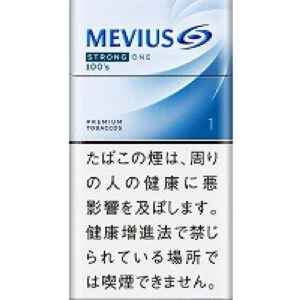 MEVIUS
STRONG ONE
100's
PREMIUM
TOBACCOS
1
たばこの煙は、周り
の人の健康に悪
影響を及ぼします。
健康増進法で禁じ
られている場所で
は喫煙できません。